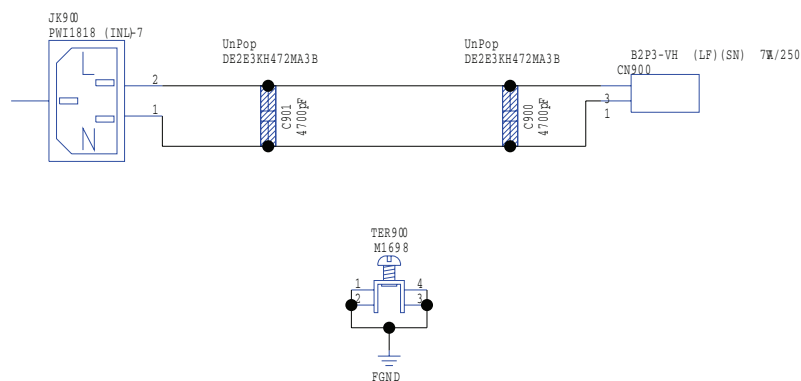 JK900
PWI1818 (INL)-7
L
N
2
1
UnPop
DE2E3KH472MA3B
C901
4700pF
UnPop
DE2E3KH472MA3B
C900
4700pF
B2P3-VH (LF)(SN) 7A/250
CN900
3
1
TER900
M1698
1
2
4
3
FGND